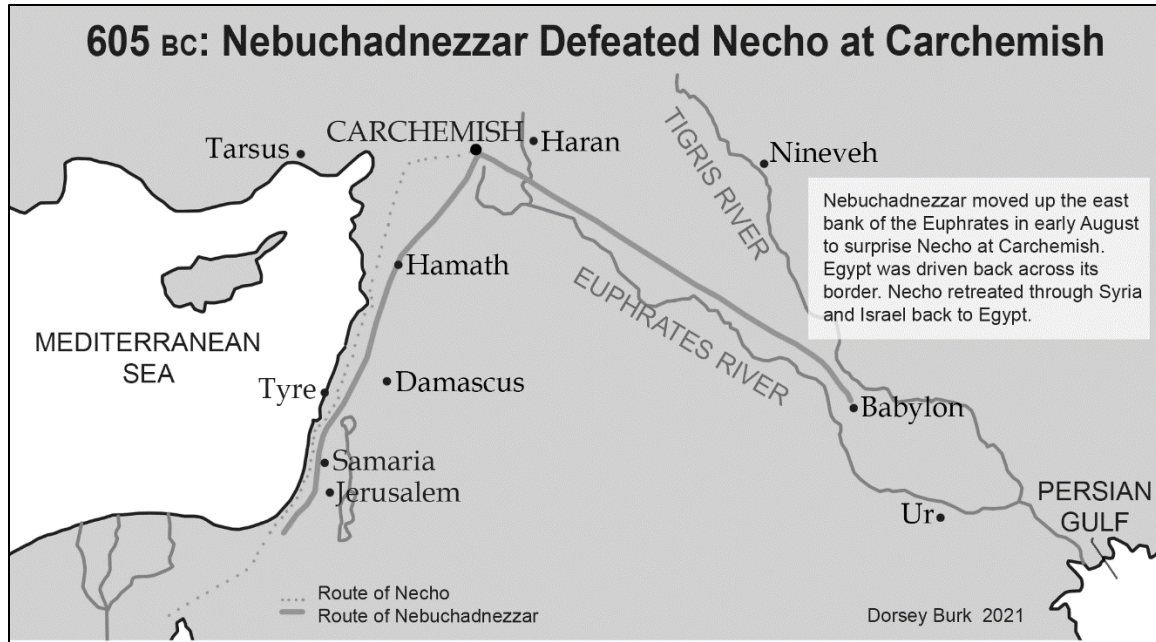 605 BC: Nebuchadnezzar Defeated Necho at Carchemish
CARCHEMISH
Haran
Tarsus
TIGRIS RIVER
Nineveh
Nebuchadnezzar moved up the east
bank of the Euphrates in early August
to surprise Necho at Carchemish.
Egypt was driven back across its
border. Necho retreated through Syria
and Israel back to Egypt.
Hamath
EUPHRATES RIVER
MEDITERRANEAN
SEA
Tyre
Damascus
Babylon
Samaria
Jerusalem
Ur
PERSIAN
GULF
Route of Necho
Route of Nebuchadnezzar
Dorsey Burk 2021